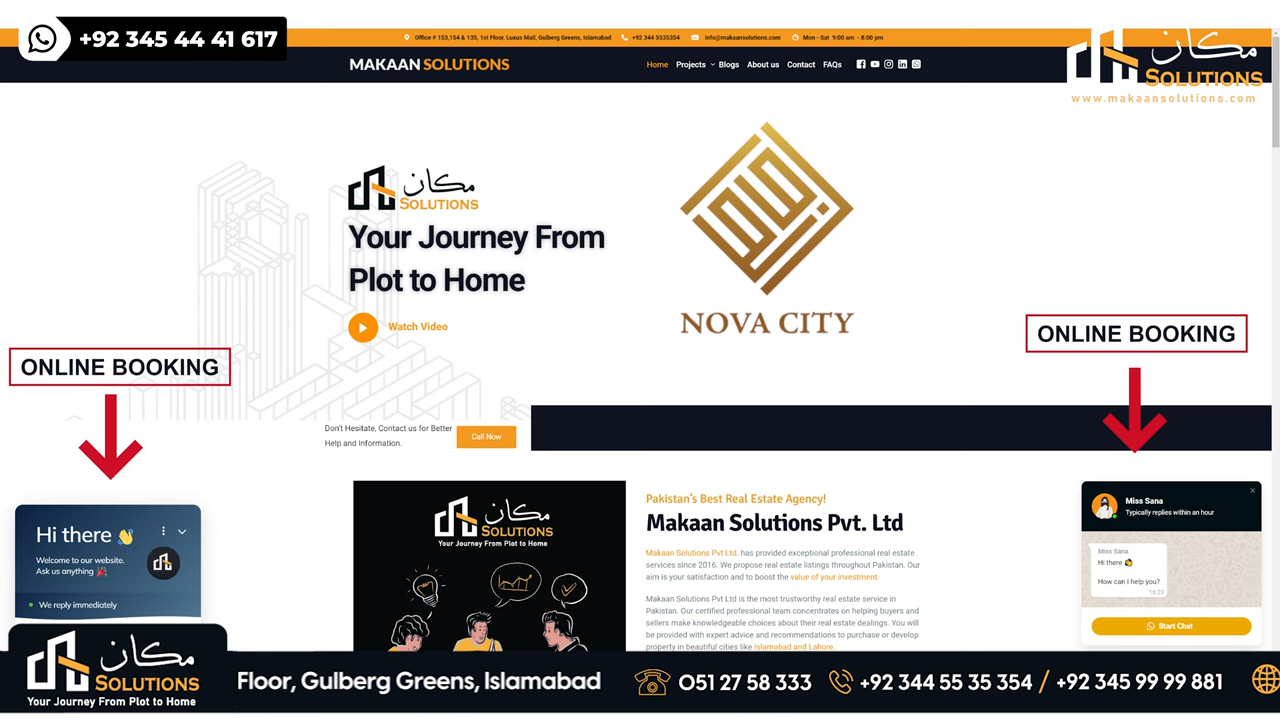 +92 345 44 41 617
Office # 153,154 & 135, 1st Floor, Luxus Mall, Gulberg Greens, Islamabad
+92 344 5535354
info@makaansolutions.com
Mon - Sat 9:00 am - 8:00 pm
MAKAAN SOLUTIONS
Home Projects Blogs About us Contact FAQs
مكان
SOLUTIONS
www.makaansolutions.com
مكان
SOLUTIONS
Your Journey From
Plot to Home
Watch Video
NOVA CITY
ONLINE BOOKING
ONLINE BOOKING
Don't Hesitate, Contact us for Better
Help and Information.
Call Now
Hi there
Welcome to our website.
Ask us anything
We reply immediately
مكان
SOLUTIONS
Your Journey From Plot to Home
Pakistan's Best Real Estate Agency!
Makaan Solutions Pvt. Ltd
Makaan Solutions Pvt Ltd. has provided exceptional professional real estate
services since 2016. We propose real estate listings throughout Pakistan. Our
aim is your satisfaction and to boost the value of your investment.
Makaan Solutions Pvt Ltd is the most trustworthy real estate service in
Pakistan. Our certified professional team concentrates on helping buyers and
sellers make knowledgeable choices about their real estate dealings. You will
be provided with expert advice and recommendations to purchase or develop
property in beautiful cities like Islamabad and Lahore.
Miss Sana
Typically replies within an hour
Miss Sana
Hi there
How can I help you?
16:23
Start Chat
مكان
SOLUTIONS
Your Journey From Plot to Home
Floor, Gulberg Greens, Islamabad
051 27 58 333
+92 344 55 35 354 / +92 345 99 99 881